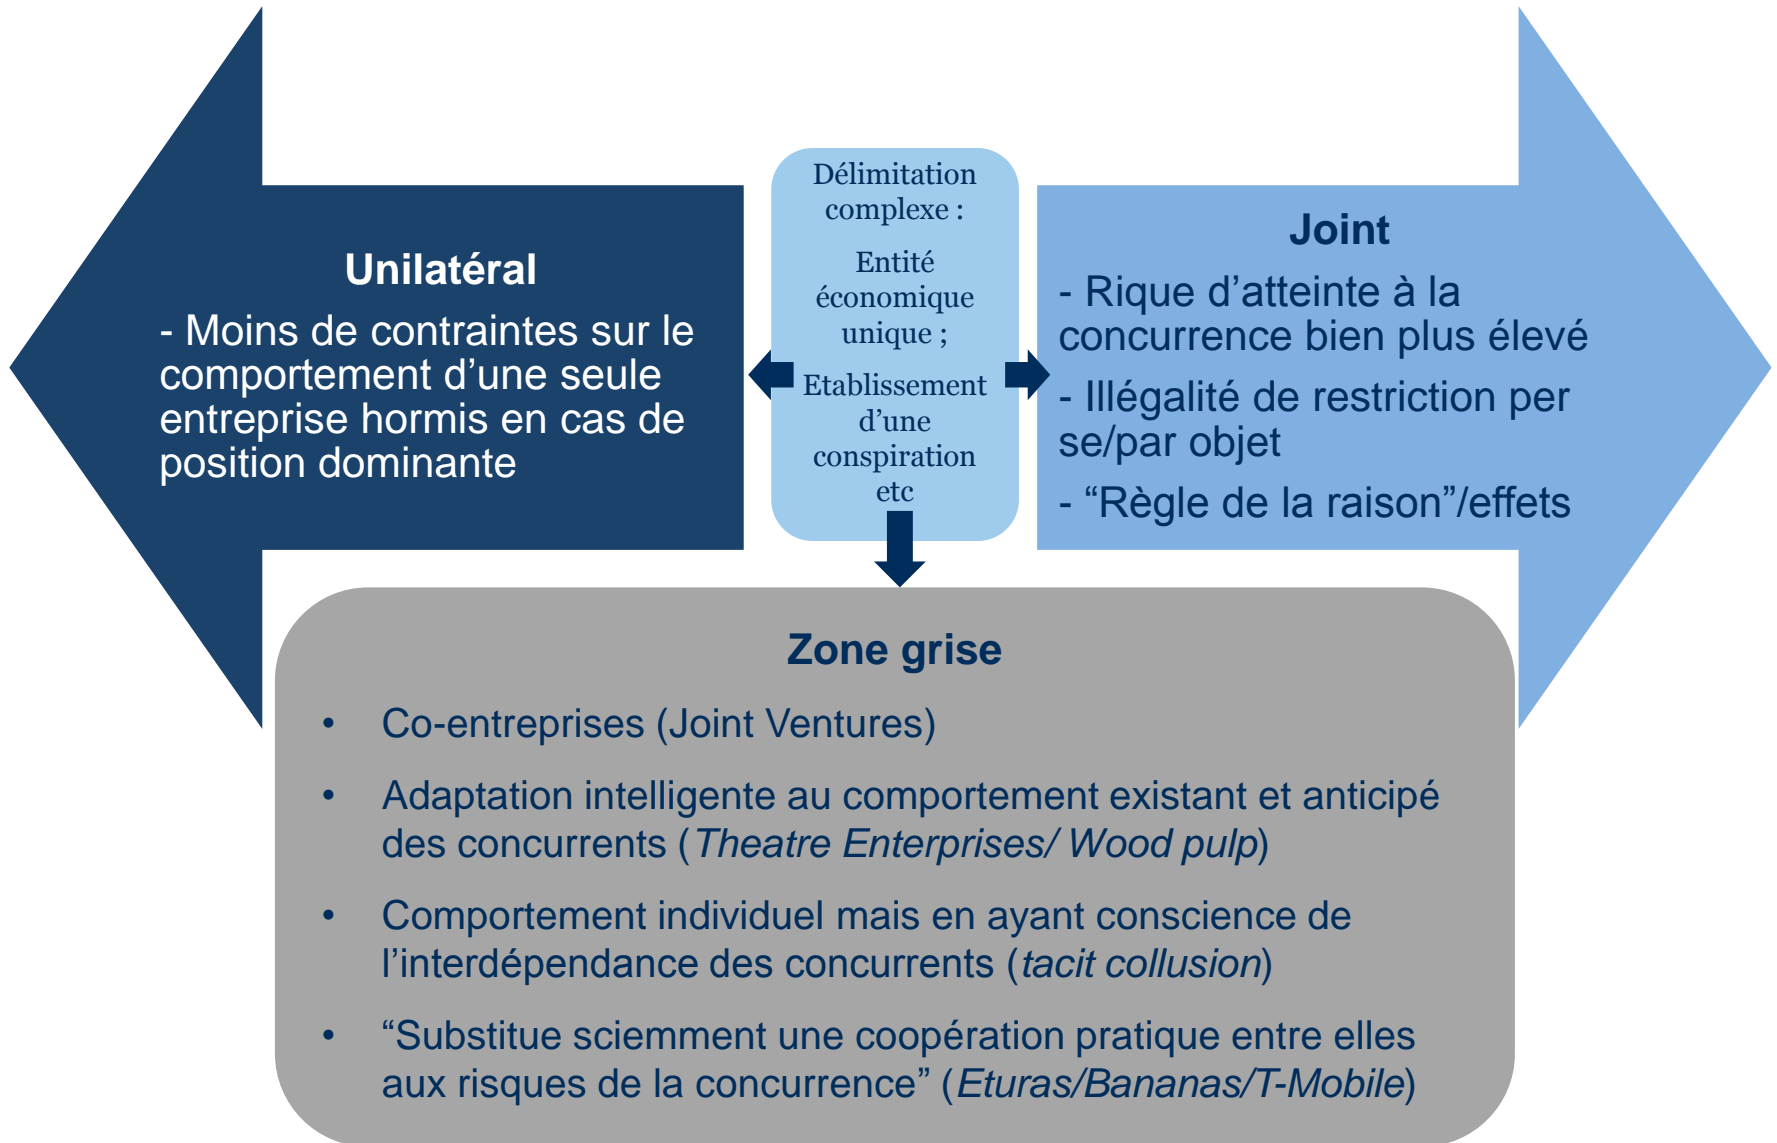 Unilatéral
- Moins de contraintes sur le
comportement d’une seule
entreprise hormis en cas de
position dominante
Délimitation
complexe :
Entité
économique
unique ;
Etablissement
d’une
conspiration
etc
Joint
- Rique d’atteinte à la
concurrence bien plus élevé
- Illégalité de restriction per
se/par objet
- “Règle de la raison”/effets
Zone grise
• Co-entreprises (Joint Ventures)
• Adaptation intelligente au comportement existant et anticipé
des concurrents (Theatre Enterprises/ Wood pulp)
• Comportement individuel mais en ayant conscience de
l’interdépendance des concurrents (tacit collusion)
• “Substitue sciemment une coopération pratique entre elles
aux risques de la concurrence” (Eturas/Bananas/T-Mobile)